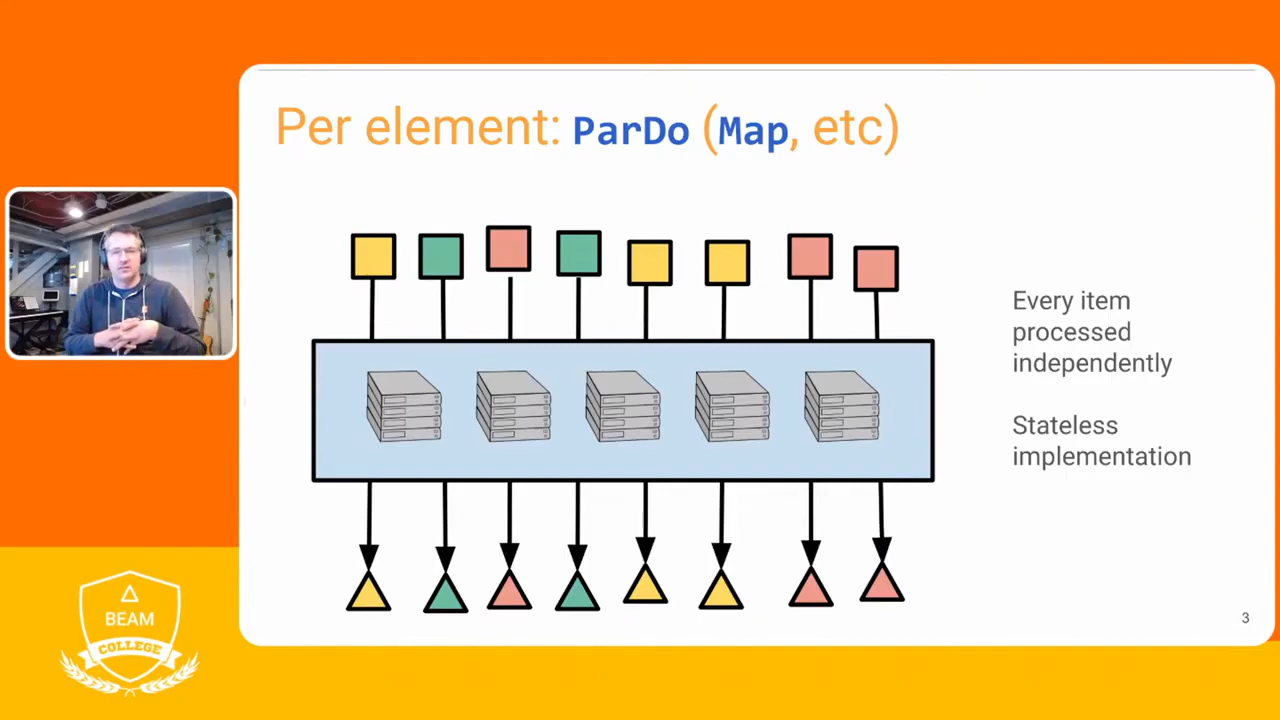 Per element: ParDo (Map, etc)
Every item
processed
independently
Stateless
implementation
3
BEAM
COLLEGE